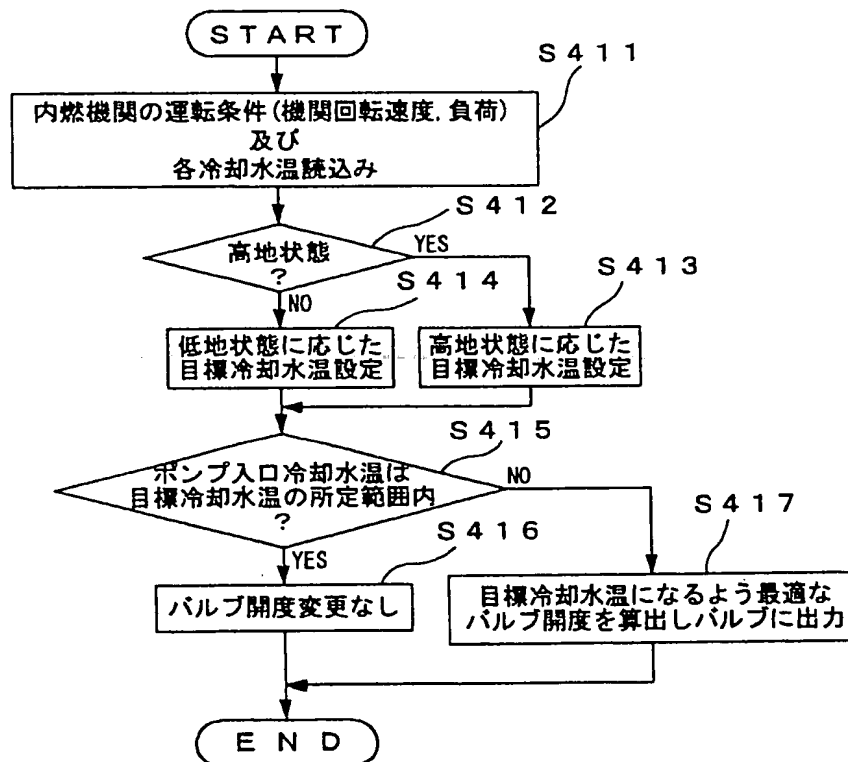 START
S411
内燃機関の運転条件(機関回転速度,負荷)
及び
各冷却水温読込み
S412
高地状態
?
YES
NO
S414
S413
低地状態に応じた
目標冷却水温設定
高地状態に応じた
目標冷却水温設定
S415
ポンプ入口冷却水温は
目標冷却水温の所定範囲内
?
NO
YES
S416
S417
バルブ開度変更なし
目標冷却水温になるよう最適な
バルブ開度を算出しバルブに出力
END